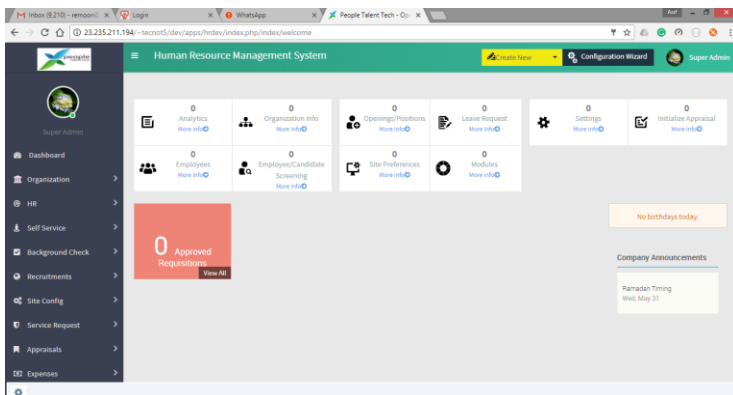 Inbox (9,210) - remoon
Login
WhatsApp
People Talent Tech - Op
Asif
23.235.211.194/~tecnot5/dev/apps/hrdev/index.php/index/welcome
people
Human Resource Management System
Create New
Configuration Wizard
Super Admin
Super Admin
Dashboard
Organization
HR
Self Service
Background Check
Recruitments
Site Config
Service Request
Appraisals
Expenses
0
Analytics
More info
0
Organization Info
More info
0
Openings/Positions
More info
0
Leave Request
More info
0
Settings
More info
0
Initialize Appraisal
More info
0
Employees
More info
0
Employee/Candidate
Screening
More info
0
Site Preferences
More info
0
Modules
More info
0 Approved
Requisitions
View All
No birthdays today.
Company Announcements
Ramadan Timing
Wed, May 31